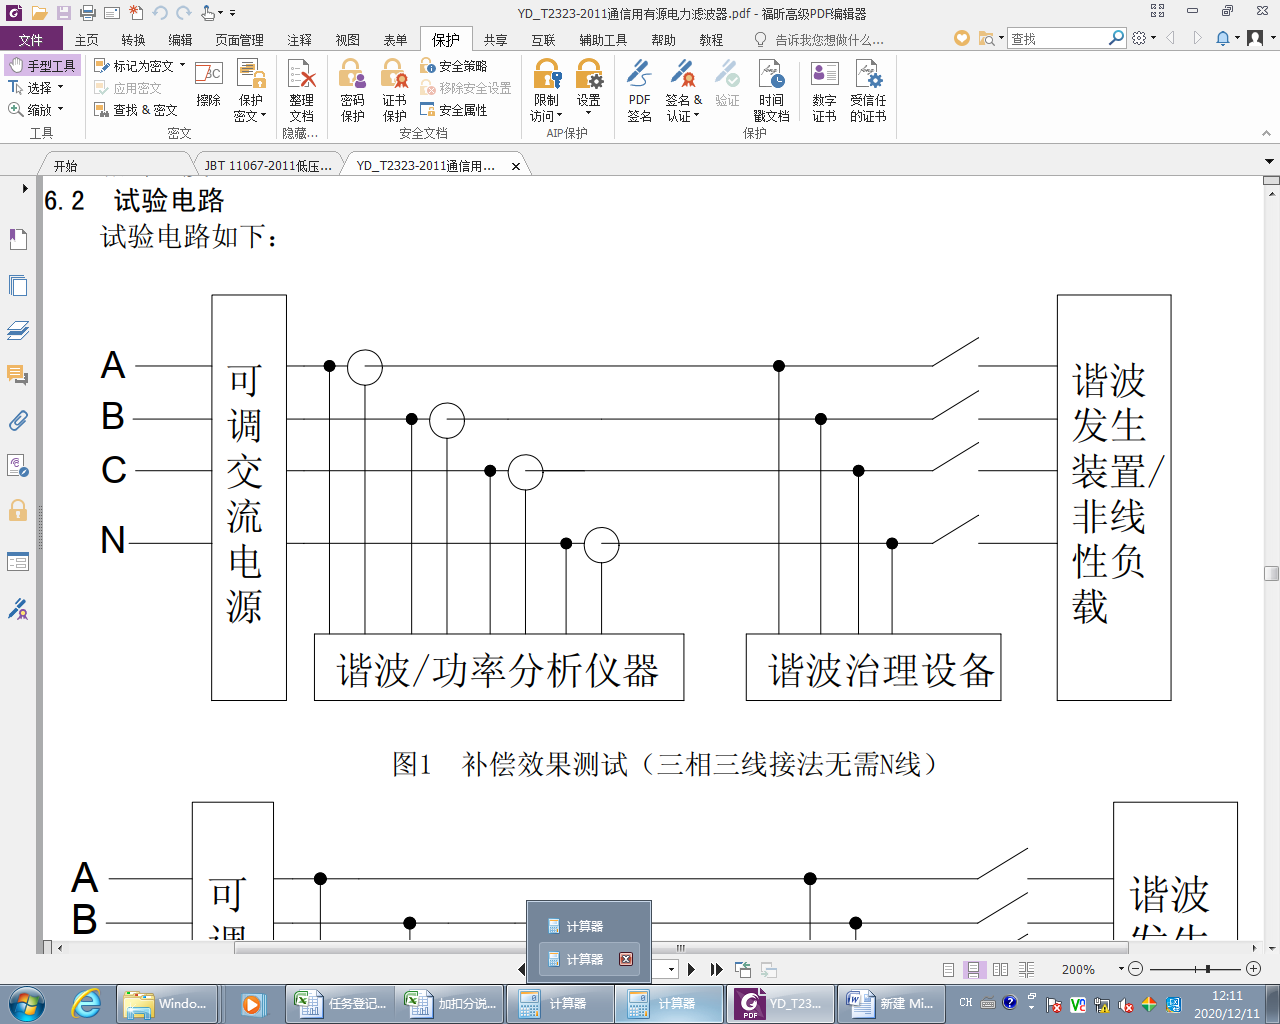 YD_T2323-2011通信用有源电力滤波器.pdf - 福昕高级PDF编辑器
文件 主页 转换 编辑 页面管理 注释 视图 表单 保护 共享 互联 辅助工具 帮助 教程 告诉我您想做什么... 查找
手型工具
选择
缩放
工具
标记为密文
应用密文
查找 & 密文
擦除
保护
密文
密文
整理
文档
隐藏...
密码
保护
证书
保护
安全策略
移除安全设置
安全属性
安全文档
限制
访问
设置
AIP保护
PDF
签名
签名 &
认证
验证
时间
戳文档
数字
证书
受信任
的证书
保护
开始 JBT 11067-2011低压... YD_T2323-2011通信用...
6.2 试验电路
试验电路如下：
A
B
C
N
可
调
交
流
电
源
谐波
发生
装置/
非线
性负
载
谐波/功率分析仪器
谐波治理设备
图1 补偿效果测试（三相三线接法无需N线）
A
B
可
调
谐波
发生
计算器
计算器
200%
Windo... 任务登记... 加扣分说... 计算器 计算器 YD_T23... 新建 Mi... CH
12:11
2020/12/11